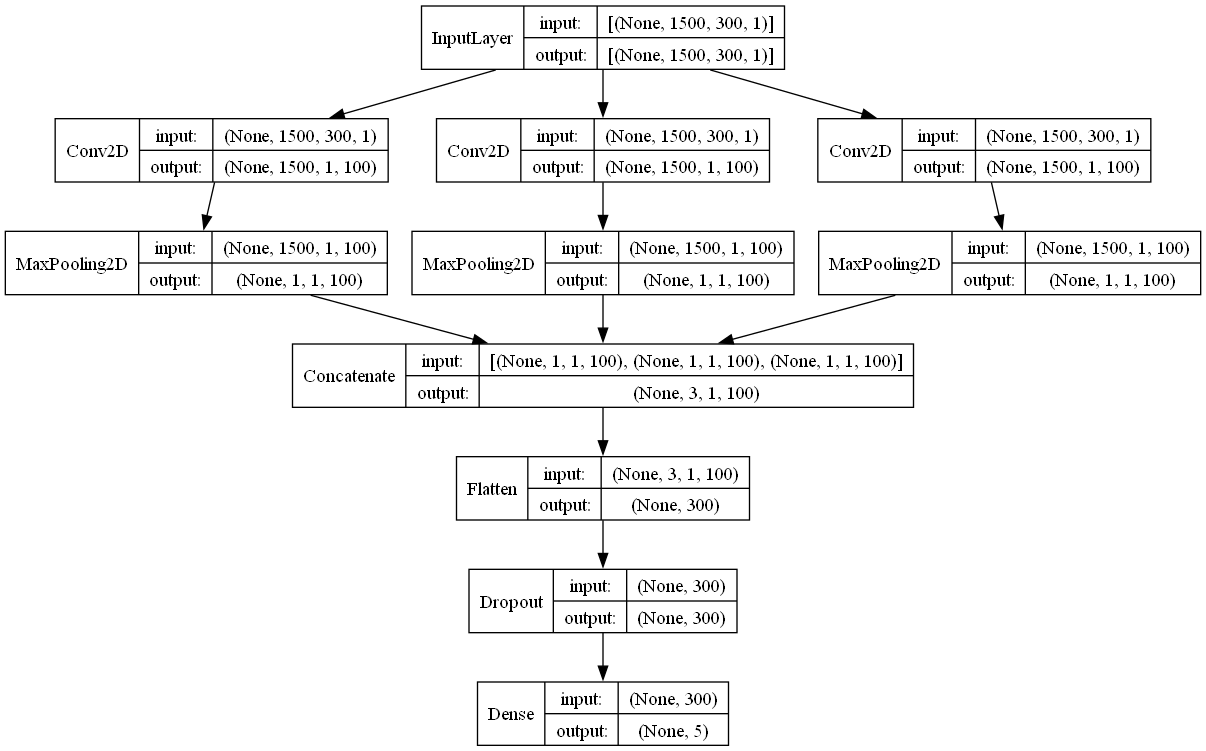 InputLayer
input: [(None, 1500, 300, 1)]
output: [(None, 1500, 300, 1)]
Conv2D
input: (None, 1500, 300, 1)
output: (None, 1500, 1, 100)
Conv2D
input: (None, 1500, 300, 1)
output: (None, 1500, 1, 100)
Conv2D
input: (None, 1500, 300, 1)
output: (None, 1500, 1, 100)
MaxPooling2D
input: (None, 1500, 1, 100)
output: (None, 1, 1, 100)
MaxPooling2D
input: (None, 1500, 1, 100)
output: (None, 1, 1, 100)
MaxPooling2D
input: (None, 1500, 1, 100)
output: (None, 1, 1, 100)
Concatenate
input: [(None, 1, 1, 100), (None, 1, 1, 100), (None, 1, 1, 100)]
output: (None, 3, 1, 100)
Flatten
input: (None, 3, 1, 100)
output: (None, 300)
Dropout
input: (None, 300)
output: (None, 300)
Dense
input: (None, 300)
output: (None, 5)